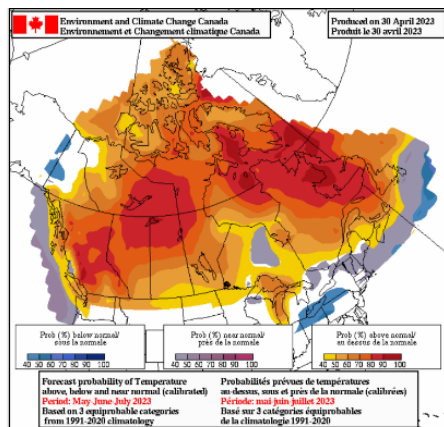 Environment and Climate Change Canada
Environnement et Changement climatique Canada
Produced on 30 April 2023
Produit le 30 avril 2023
Prob (%) below normal/
sous la normale
40 50 60 70 80 90 100
Prob (%) near normal/
près de la normale
40 50 60 70 80 90 100
Prob (%) above normal/
au dessus de la normale
40 50 60 70 80 90 100
Forecast probability of Temperature
above, below and near normal (calibrated)
Period: May-June-July 2023
Based on 3 equiprobable categories
from 1991-2020 climatology
Probabilités prévues de températures
au-dessus, sous et près de la normale (calibrées)
Période: mai-juin-juillet 2023
Basé sur 3 catégories équiprobables
de la climatologie 1991-2020